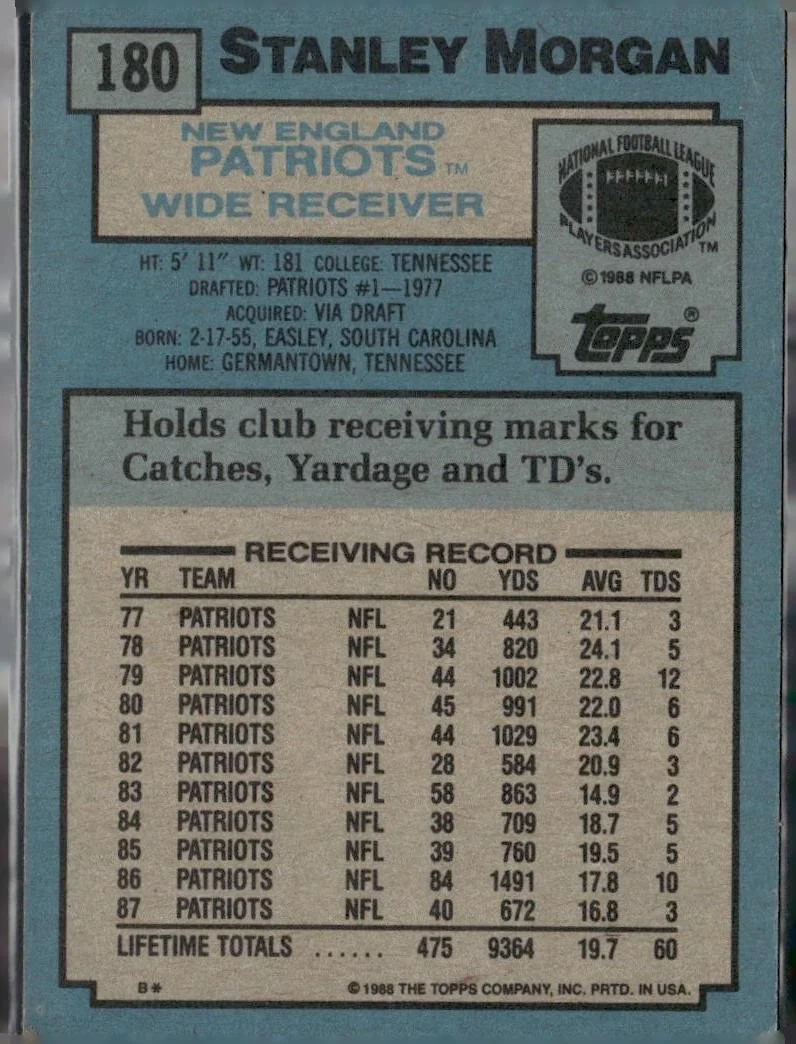 180
STANLEY MORGAN
NEW ENGLAND
PATRIOTS TM
WIDE RECEIVER
NATIONAL FOOTBALL LEAGUE
PLAYERS ASSOCIATION TM
© 1988 NFLPA
topps®
HT: 5' 11" WT: 181 COLLEGE: TENNESSEE
DRAFTED: PATRIOTS #1—1977
ACQUIRED: VIA DRAFT
BORN: 2-17-55, EASLEY, SOUTH CAROLINA
HOME: GERMANTOWN, TENNESSEE
Holds club receiving marks for
Catches, Yardage and TD's.
RECEIVING RECORD
YR TEAM NO YDS AVG TDS
77 PATRIOTS NFL 21 443 21.1 3
78 PATRIOTS NFL 34 820 24.1 5
79 PATRIOTS NFL 44 1002 22.8 12
80 PATRIOTS NFL 45 991 22.0 6
81 PATRIOTS NFL 44 1029 23.4 6
82 PATRIOTS NFL 28 584 20.9 3
83 PATRIOTS NFL 58 863 14.9 2
84 PATRIOTS NFL 38 709 18.7 5
85 PATRIOTS NFL 39 760 19.5 5
86 PATRIOTS NFL 84 1491 17.8 10
87 PATRIOTS NFL 40 672 16.8 3
LIFETIME TOTALS ...... 475 9364 19.7 60
B* © 1988 THE TOPPS COMPANY, INC. PRTD. IN USA.